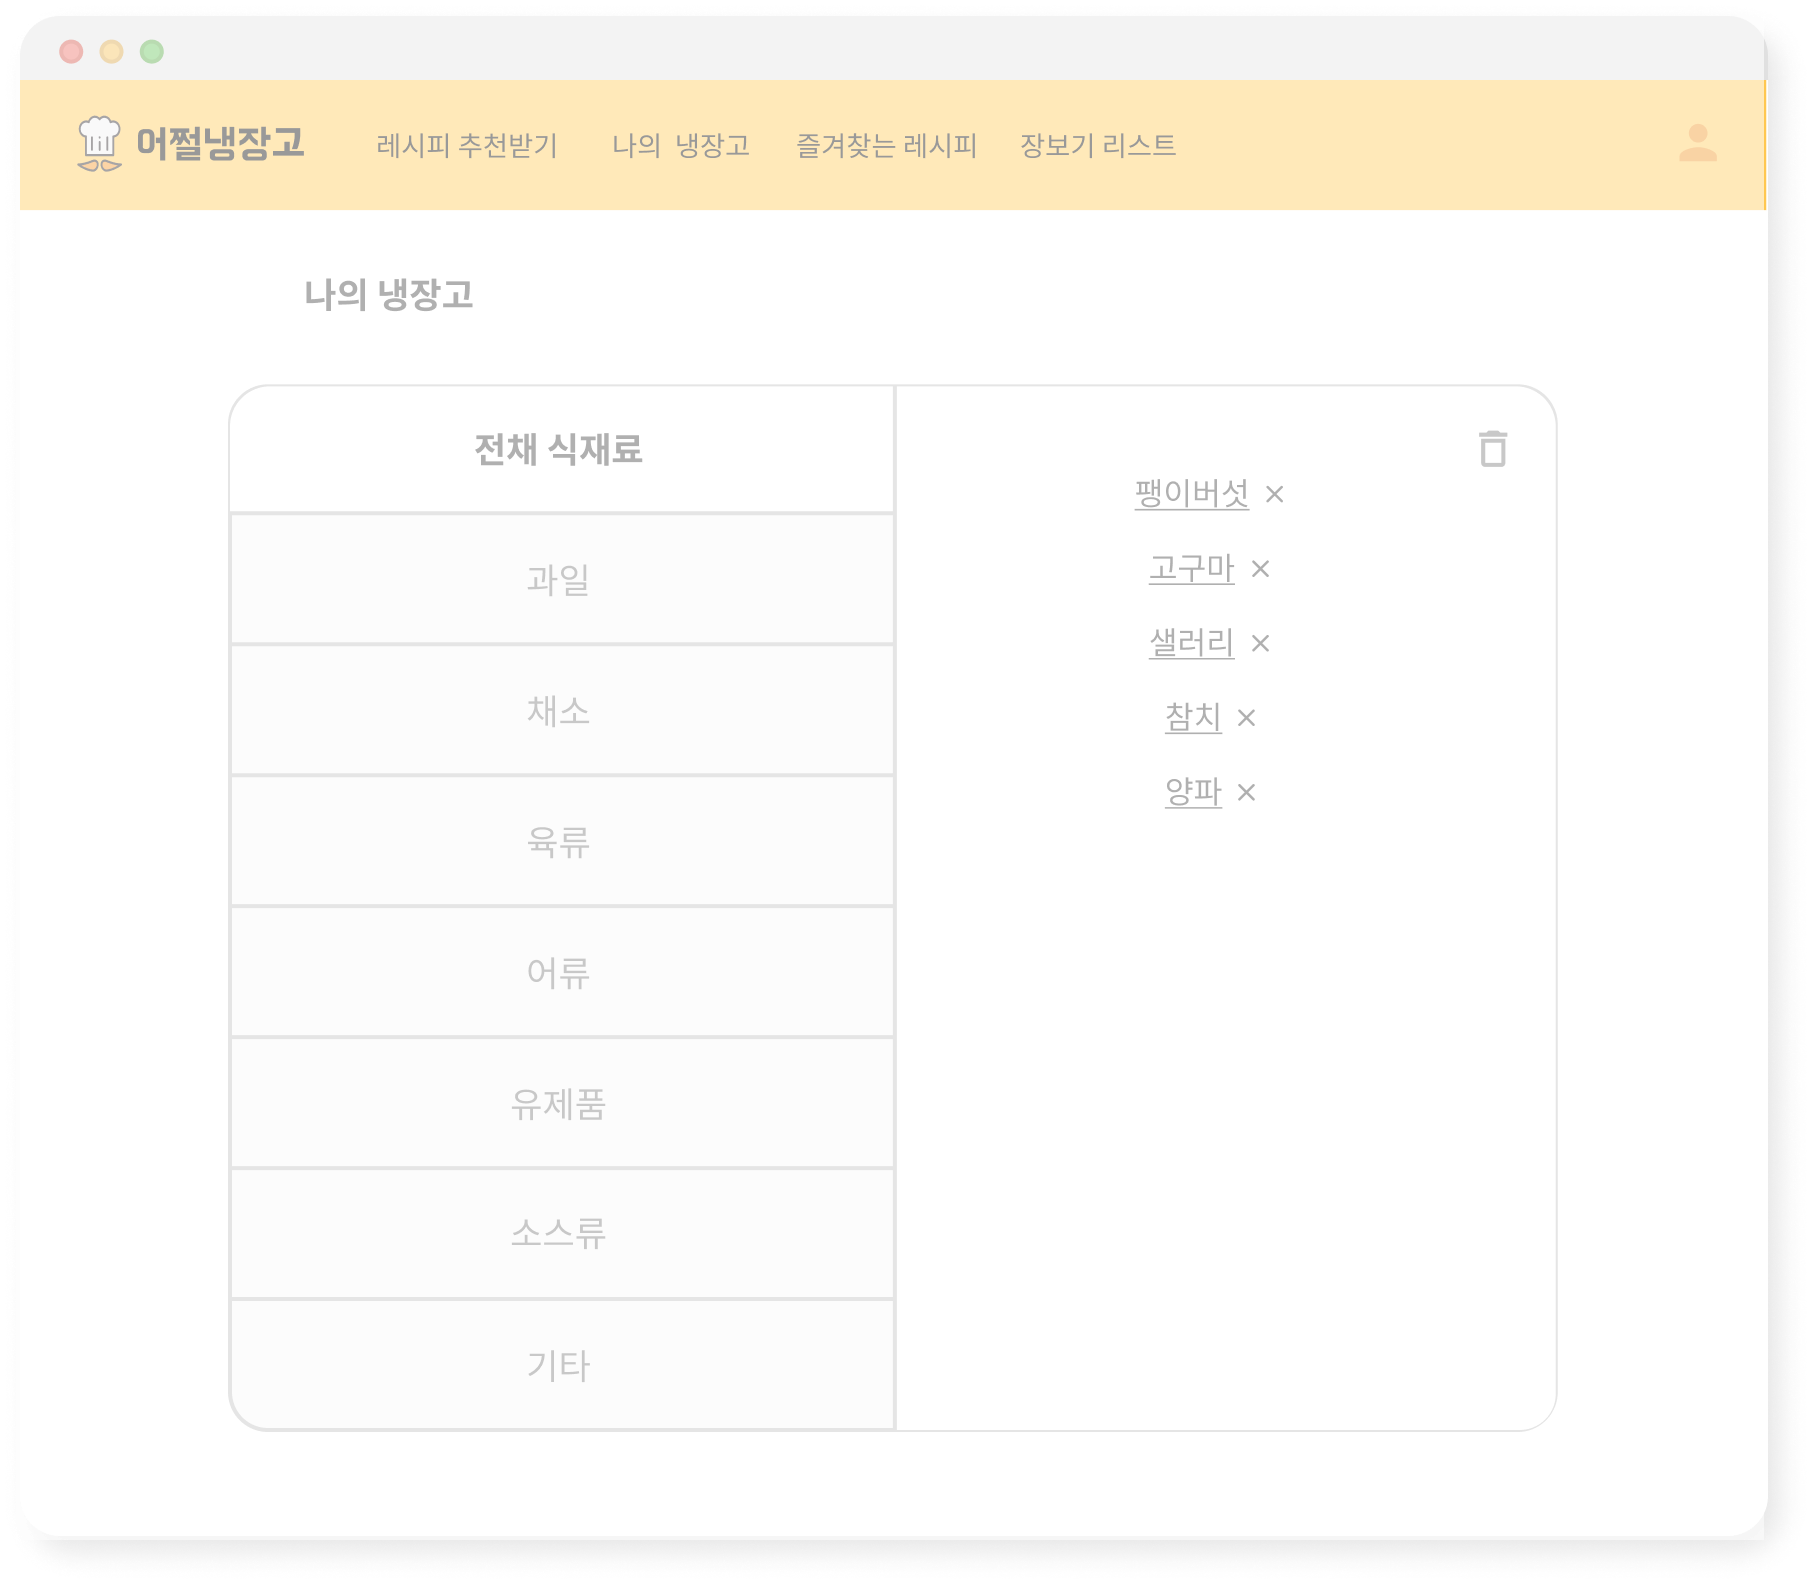 어쩔냉장고 레시피 추천받기 나의 냉장고 즐겨찾는 레시피 장보기 리스트
나의 냉장고
전채 식재료
과일
채소
육류
어류
유제품
소스류
기타
팽이버섯 ×
고구마 ×
샐러리 ×
참치 ×
양파 ×